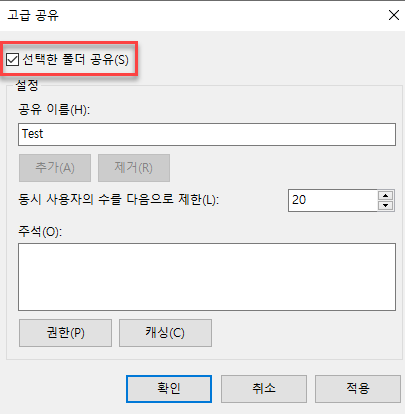 고급 공유
선택한 폴더 공유(S)
설정
공유 이름(H):
Test
추가(A) 제거(R)
동시 사용자의 수를 다음으로 제한(L): 20
주석(O):
권한(P) 캐싱(C)
확인 취소 적용